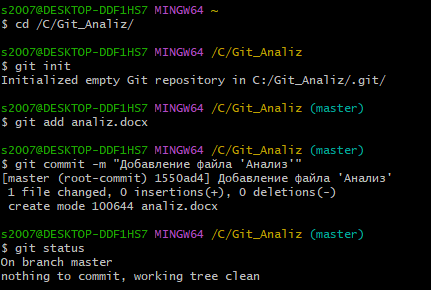 s2007@DESKTOP-DDF1HS7 MINGW64 ~
$ cd /C/Git_Analiz/
s2007@DESKTOP-DDF1HS7 MINGW64 /C/Git_Analiz
$ git init
Initialized empty Git repository in C:/Git_Analiz/.git/
s2007@DESKTOP-DDF1HS7 MINGW64 /C/Git_Analiz (master)
$ git add analiz.docx
s2007@DESKTOP-DDF1HS7 MINGW64 /C/Git_Analiz (master)
$ git commit -m "Добавление файла 'Анализ'"
[master (root-commit) 1550ad4] Добавление файла 'Анализ'
1 file changed, 0 insertions(+), 0 deletions(-)
create mode 100644 analiz.docx
s2007@DESKTOP-DDF1HS7 MINGW64 /C/Git_Analiz (master)
$ git status
On branch master
nothing to commit, working tree clean